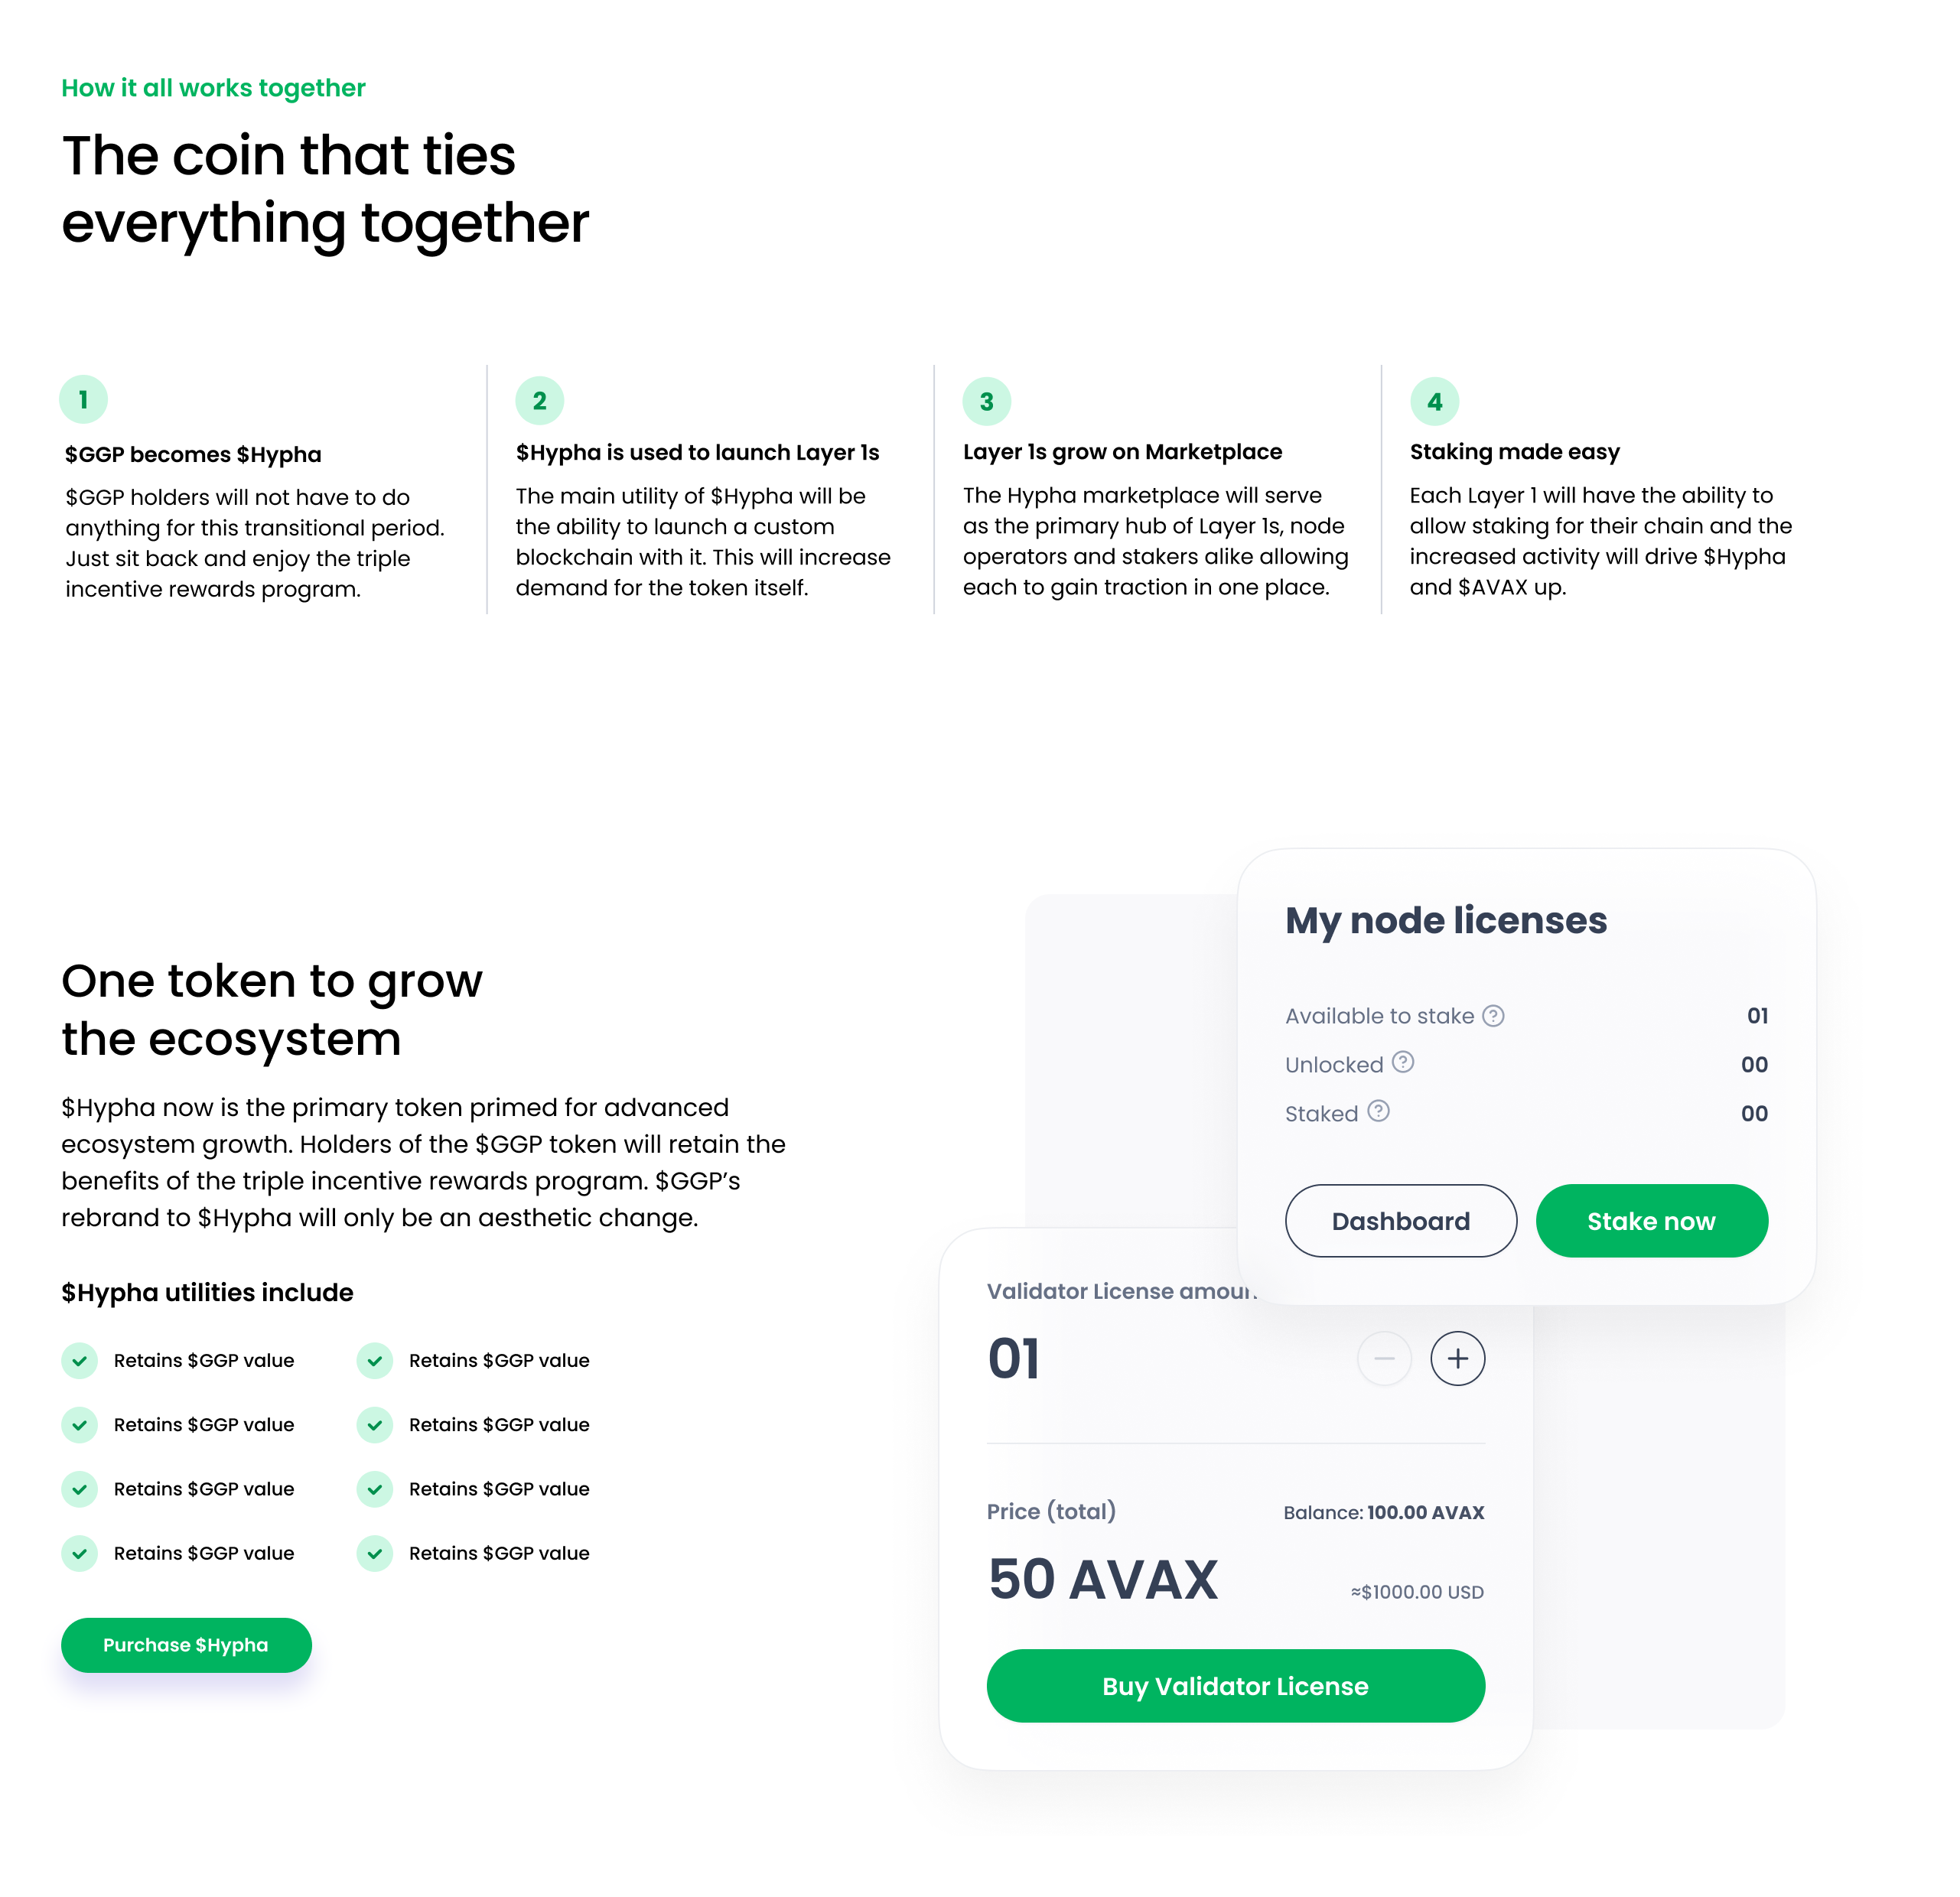 How it all works together
The coin that ties
everything together
1
$GGP becomes $Hypha
$GGP holders will not have to do
anything for this transitional period.
Just sit back and enjoy the triple
incentive rewards program.
2
$Hypha is used to launch Layer 1s
The main utility of $Hypha will be
the ability to launch a custom
blockchain with it. This will increase
demand for the token itself.
3
Layer 1s grow on Marketplace
The Hypha marketplace will serve
as the primary hub of Layer 1s, node
operators and stakers alike allowing
each to gain traction in one place.
4
Staking made easy
Each Layer 1 will have the ability to
allow staking for their chain and the
increased activity will drive $Hypha
and $AVAX up.
One token to grow
the ecosystem
$Hypha now is the primary token primed for advanced
ecosystem growth. Holders of the $GGP token will retain the
benefits of the triple incentive rewards program. $GGP’s
rebrand to $Hypha will only be an aesthetic change.
$Hypha utilities include
Retains $GGP value
Retains $GGP value
Retains $GGP value
Retains $GGP value
Retains $GGP value
Retains $GGP value
Retains $GGP value
Retains $GGP value
Purchase $Hypha
My node licenses
Available to stake ? 01
Unlocked ? 00
Staked ? 00
Dashboard
Stake now
Validator License
01
Price (total)
Balance: 100.00 AVAX
50 AVAX
≈$1000.00 USD
Buy Validator License